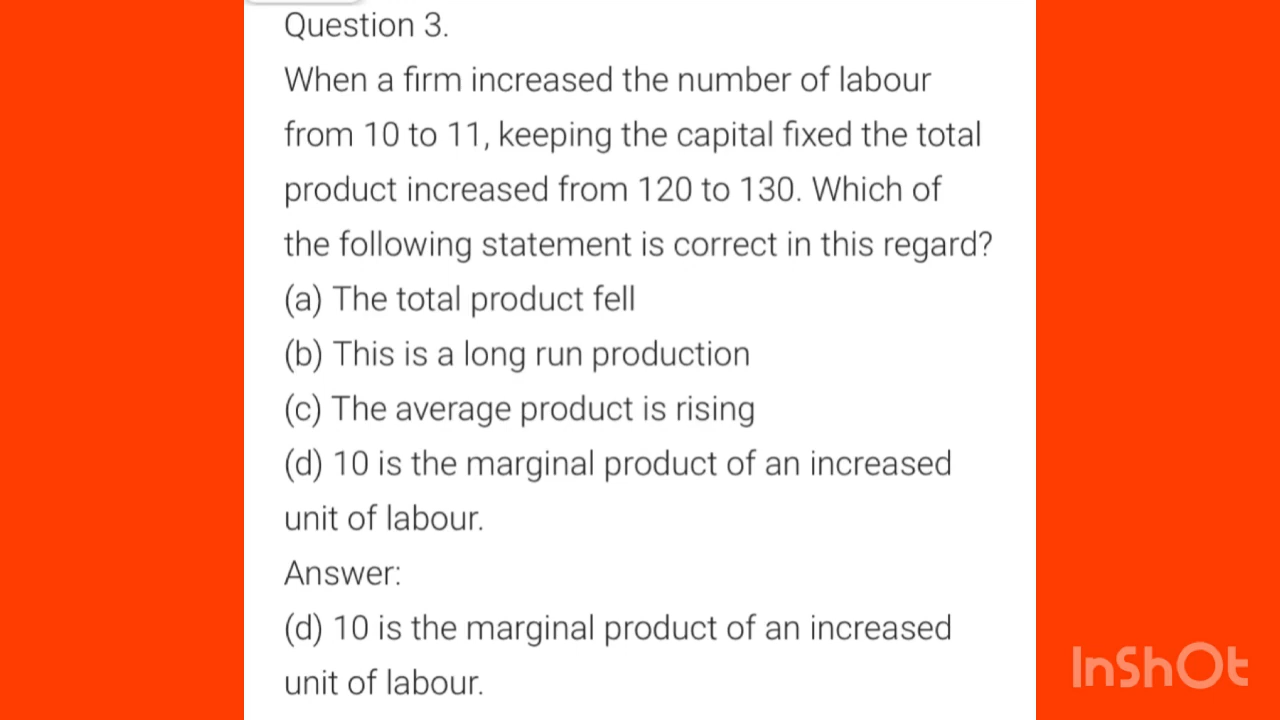 Question 3.
When a firm increased the number of labour
from 10 to 11, keeping the capital fixed the total
product increased from 120 to 130. Which of
the following statement is correct in this regard?
(a) The total product fell
(b) This is a long run production
(c) The average product is rising
(d) 10 is the marginal product of an increased
unit of labour.
Answer:
(d) 10 is the marginal product of an increased
unit of labour.
InShOt